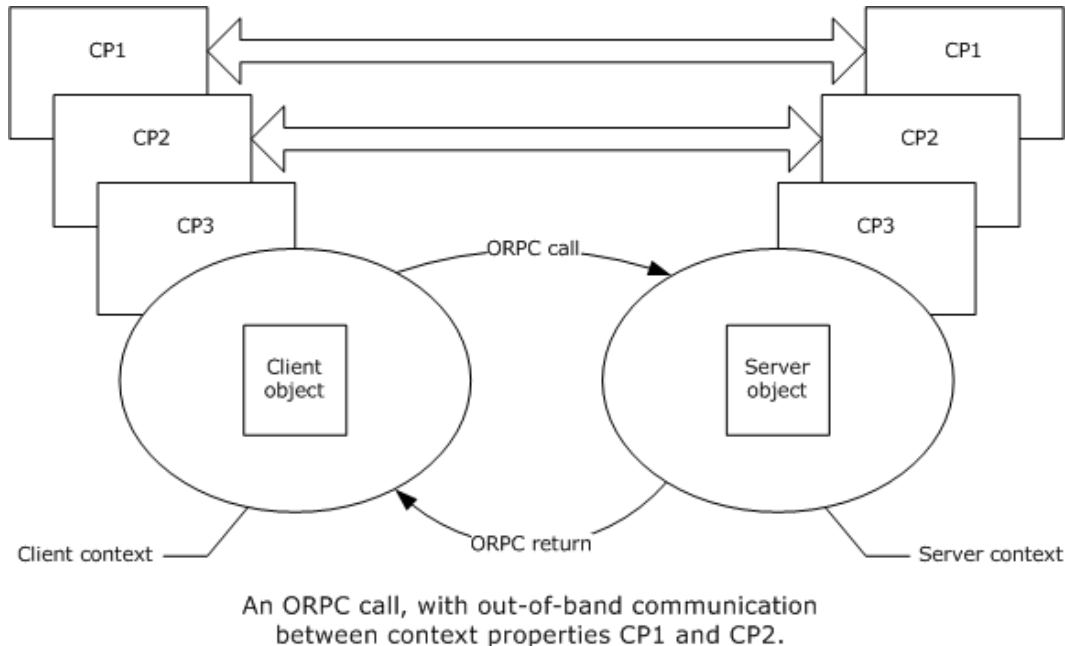 CP1
CP1
CP2
CP2
CP3
CP3
ORPC call
Client
object
Server
object
ORPC return
Client context
Server context
An ORPC call, with out-of-band communication
between context properties CP1 and CP2.